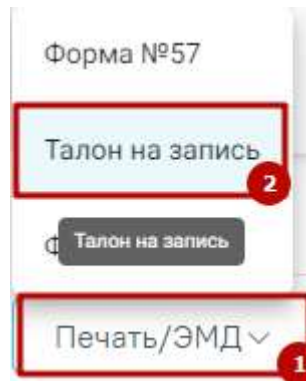 Форма №57
Талон на запись
2
Ф
Талон на запись
Печать/ЭМД
1